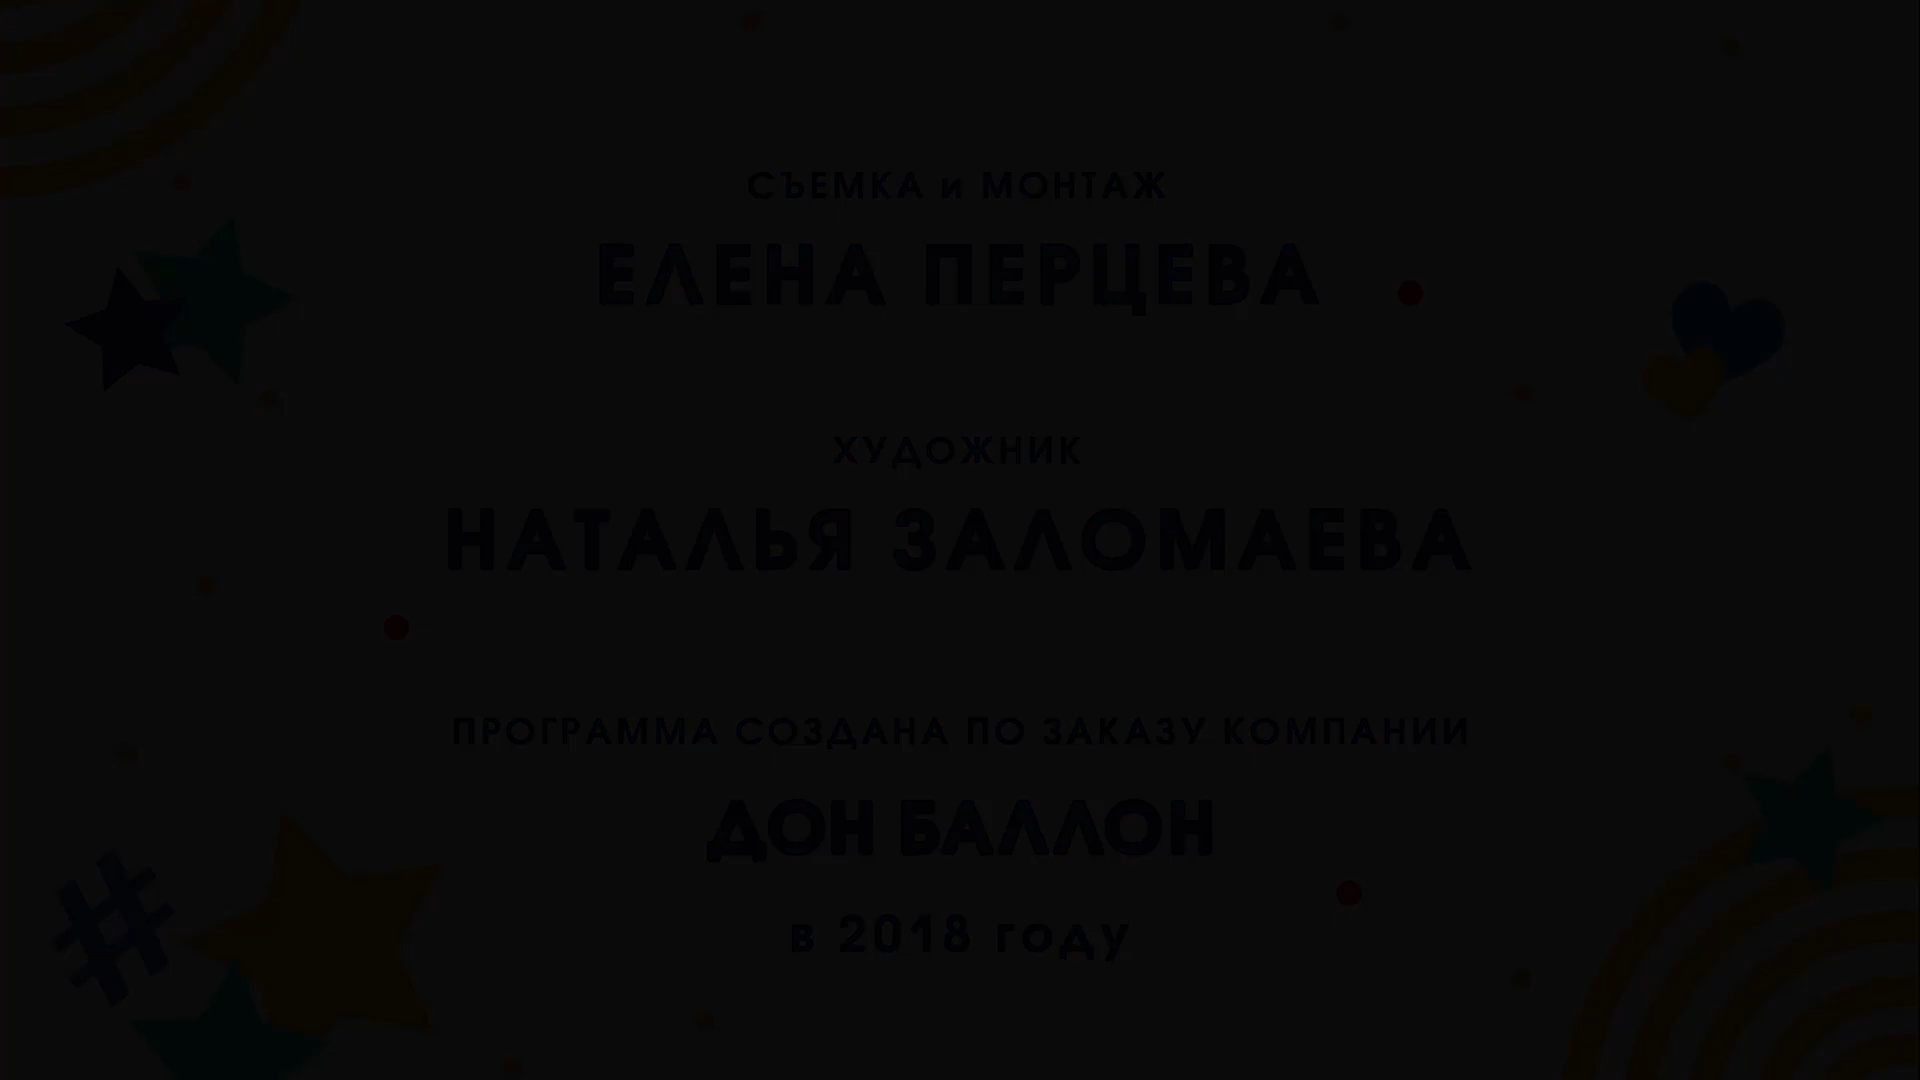 СЪЕМКА и МОНТАЖ
ЕЛЕНА ПЕРЦЕВА
ХУДОЖНИК
НАТАЛЬЯ ЗАЛОМАЕВА
ПРОГРАММА СОЗДАНА ПО ЗАКАЗУ КОМПАНИИ
ДОН БАЛЛОН
в 2018 году